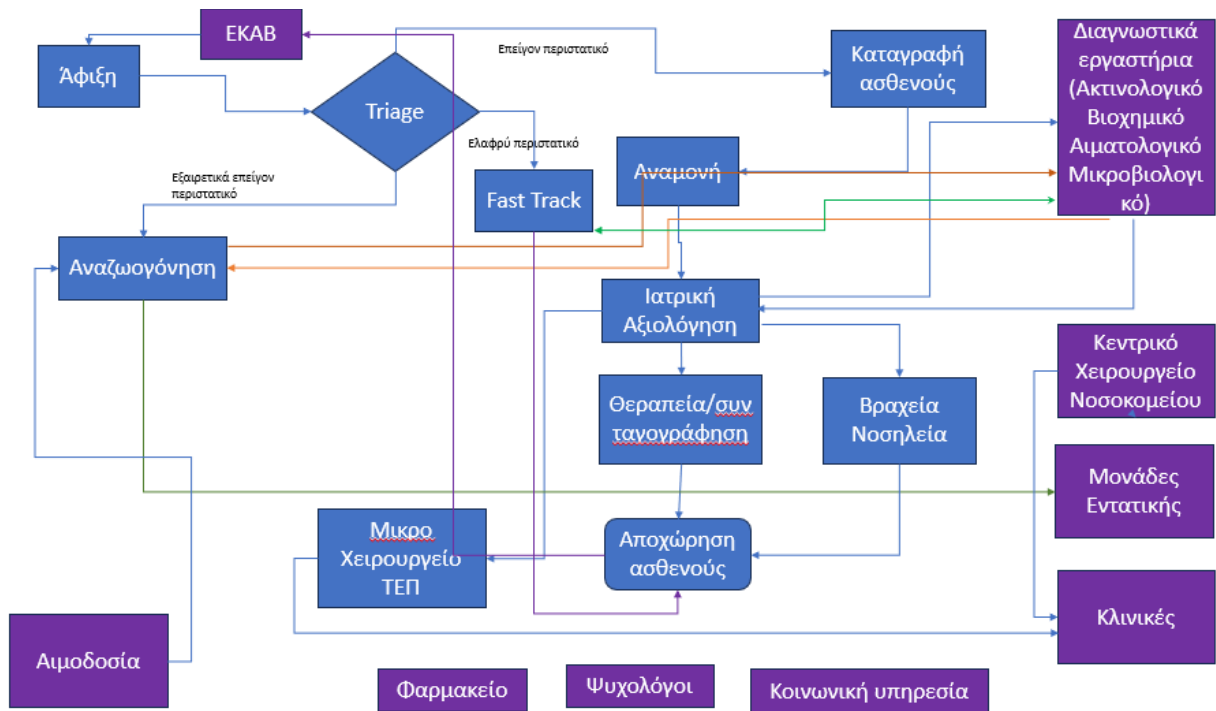 ΕΚΑΒ
Άφιξη
Triage
Επείγον περιστατικό
Καταγραφή
ασθενούς
Διαγνωστικά
εργαστήρια
(Ακτινολογικό
Βιοχημικό
Αιματολογικό
Μικροβιολογι
κό)
Ελαφρύ περιστατικό
Αναμονή
Εξαιρετικά επείγον
περιστατικό
Fast Track
Αναζωογόνηση
Ιατρική
Αξιολόγηση
Κεντρικό
Χειρουργείο
Νοσοκομείου
Θεραπεία/συν
ταγογράφηση
Βραχεία
Νοσηλεία
Μονάδες
Εντατικής
Μικρο
Χειρουργείο
ΤΕΠ
Αποχώρηση
ασθενούς
Κλινικές
Αιμοδοσία
Φαρμακείο
Ψυχολόγοι
Κοινωνική υπηρεσία